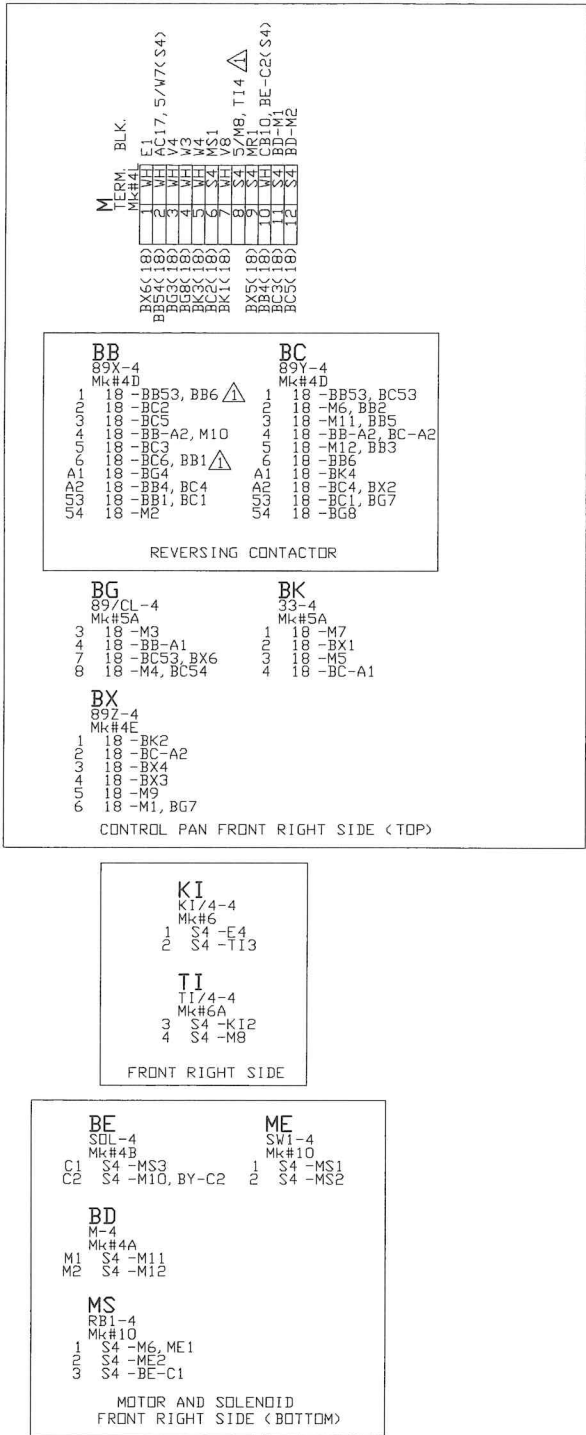 M
TERM. BLK.
Mk#4L
BX6(18) 1 WH E1
BB54(18) 2 WH AC17, 5/W7(S4)
BG3(18) 3 WH V4
BG8(18) 4 WH W3
BK3(18) 5 WH W4
BC2(18) 6 S4 MS1
BK1(18) 7 WH V8
8 S4 5/M8, TI4 1
BX5(18) 9 S4 MR1
BB4(18) 10 WH CB10, BE-C2(S4)
BC3(18) 11 S4 BD-M1
BC5(18) 12 S4 BD-M2
BB
89X-4
Mk#4D
1 18 -BB53, BB6 1
2 18 -BC2
3 18 -BC5
4 18 -BB-A2, M10
5 18 -BC3
6 18 -BC6, BB1 1
A1 18 -BG4
A2 18 -BB4, BC4
53 18 -BB1, BC1
54 18 -M2
BC
89Y-4
Mk#4D
1 18 -BB53, BC53
2 18 -M6, BB2
3 18 -M11, BB5
4 18 -BB-A2, BC-A2
5 18 -M12, BB3
6 18 -BB6
A1 18 -BK4
A2 18 -BC4, BX2
53 18 -BC1, BG7
54 18 -BG8
REVERSING CONTACTOR
BG
89/CL-4
Mk#5A
3 18 -M3
4 18 -BB-A1
7 18 -BC53, BX6
8 18 -M4, BC54
BK
33-4
Mk#5A
1 18 -M7
2 18 -BX1
3 18 -M5
4 18 -BC-A1
BX
89Z-4
Mk#4E
1 18 -BK2
2 18 -BC-A2
3 18 -BX4
4 18 -BX3
5 18 -M9
6 18 -M1, BG7
CONTROL PAN FRONT RIGHT SIDE (TOP)
KI
KI/4-4
Mk#6
1 S4 -E4
2 S4 -TI3
TI
TI/4-4
Mk#6A
3 S4 -KI2
4 S4 -M8
FRONT RIGHT SIDE
BE
SOL-4
Mk#4B
C1 S4 -MS3
C2 S4 -M10, BY-C2
ME
SW1-4
Mk#10
1 S4 -MS1
2 S4 -MS2
BD
M-4
Mk#4A
M1 S4 -M11
M2 S4 -M12
MS
RB1-4
Mk#10
1 S4 -M6, ME1
2 S4 -ME2
3 S4 -BE-C1
MOTOR AND SOLENOID
FRONT RIGHT SIDE (BOTTOM)